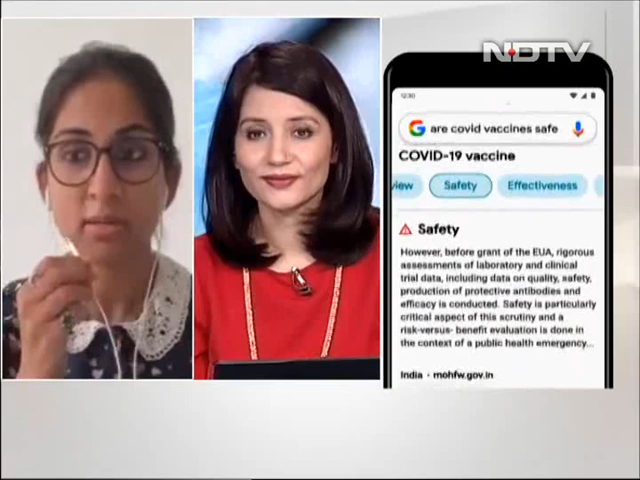 NDTV
12:30
are covid vaccines safe
COVID-19 vaccine
view Safety Effectiveness
Safety
However, before grant of the EUA, rigorous
assessments of laboratory and clinical
trial data, including data on quality, safety,
production of protective antibodies and
efficacy is conducted. Safety is particularly
critical aspect of this scrutiny and a
risk-versus- benefit evaluation is done in
the context of a public health emergency...
India • mohfw.gov.in